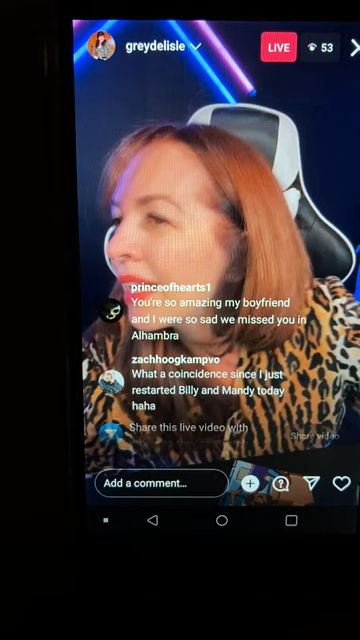 greydelisle
LIVE
53
princeofhearts1
You're so amazing my boyfriend
and I were so sad we missed you in
Alhambra
zachhoogkampvo
What a coincidence since I just
restarted Billy and Mandy today
haha
Share this live video with
Share video
Add a comment...